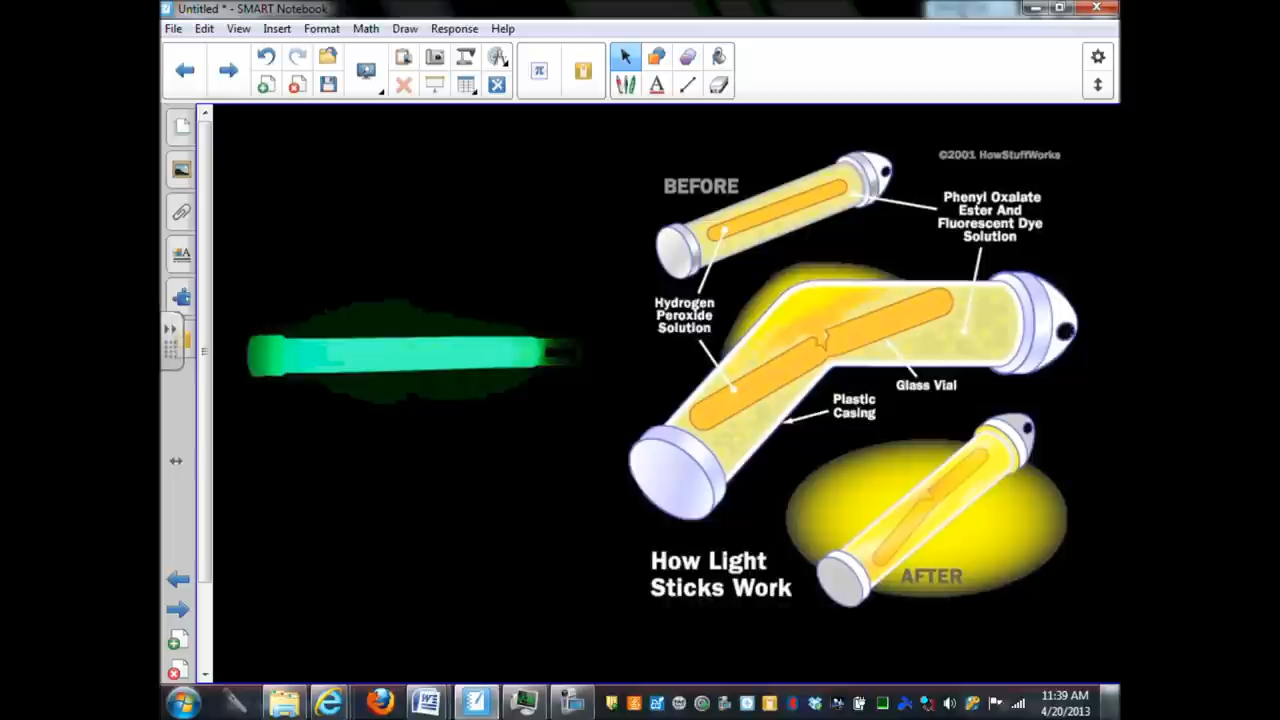 Untitled * - SMART Notebook
File Edit View Insert Format Math Draw Response Help
©2001 HowStuffWorks
BEFORE
Phenyl Oxalate
Ester And
Fluorescent Dye
Solution
Hydrogen
Peroxide
Solution
Glass Vial
Plastic
Casing
How Light
Sticks Work
AFTER
11:39 AM
4/20/2013